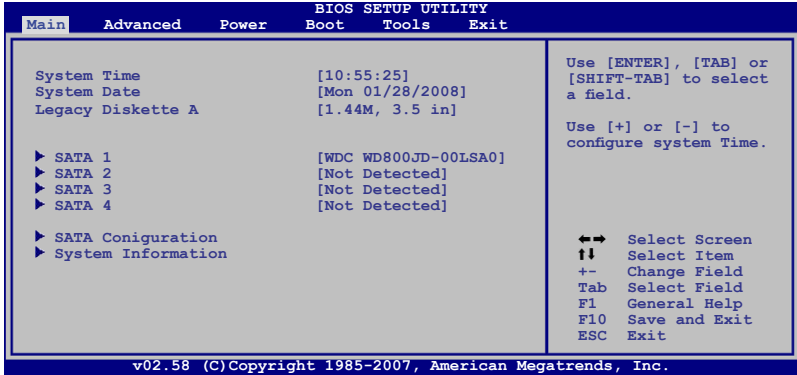 BIOS SETUP UTILITY
Main Advanced Power Boot Tools Exit
System Time [10:55:25]
System Date [Mon 01/28/2008]
Legacy Diskette A [1.44M, 3.5 in]
SATA 1 [WDC WD800JD-00LSA0]
SATA 2 [Not Detected]
SATA 3 [Not Detected]
SATA 4 [Not Detected]
SATA Coniguration
System Information
Use [ENTER], [TAB] or
[SHIFT-TAB] to select
a field.
Use [+] or [-] to
configure system Time.
←→ Select Screen
↑↓ Select Item
+- Change Field
Tab Select Field
F1 General Help
F10 Save and Exit
ESC Exit
v02.58 (C)Copyright 1985-2007, American Megatrends, Inc.